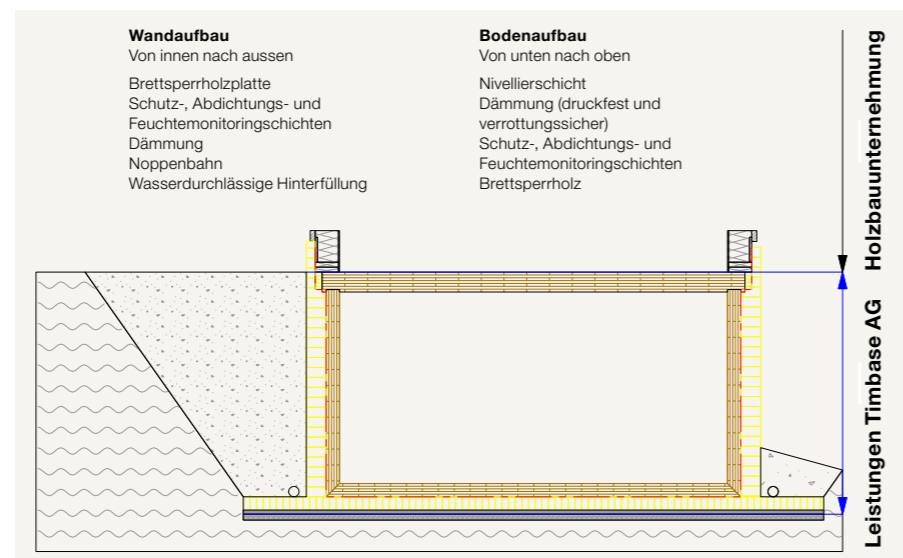 Wandaufbau
Von innen nach aussen
Brettsperrholzplatte
Schutz-, Abdichtungs- und
Feuchtemonitoringschichten
Dämmung
Noppenbahn
Wasserdurchlässige Hinterfüllung
Bodenaufbau
Von unten nach oben
Nivellierschicht
Dämmung (druckfest und
verrottungssicher)
Schutz-, Abdichtungs- und
Feuchtemonitoringschichten
Brettsperrholz
Holzbauunternehmung
Leistungen Timbase AG